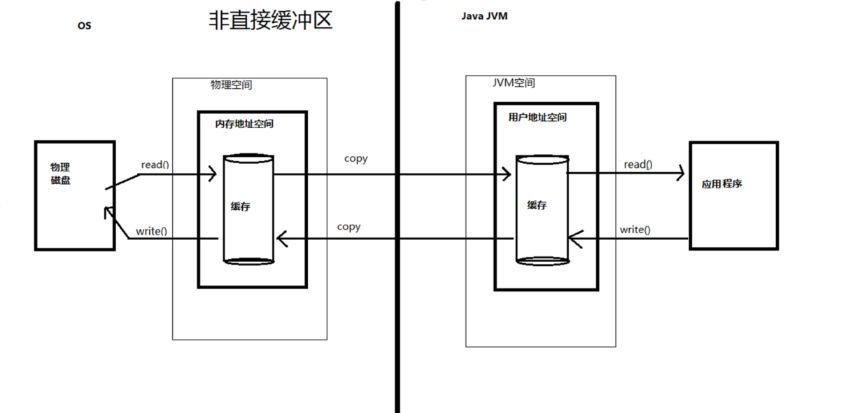 OS
非直接缓冲区
Java JVM
物理空间
JVM空间
内存地址空间
用户地址空间
物理
磁盘
read()
copy
read()
缓存
缓存
应用程序
write()
copy
write()